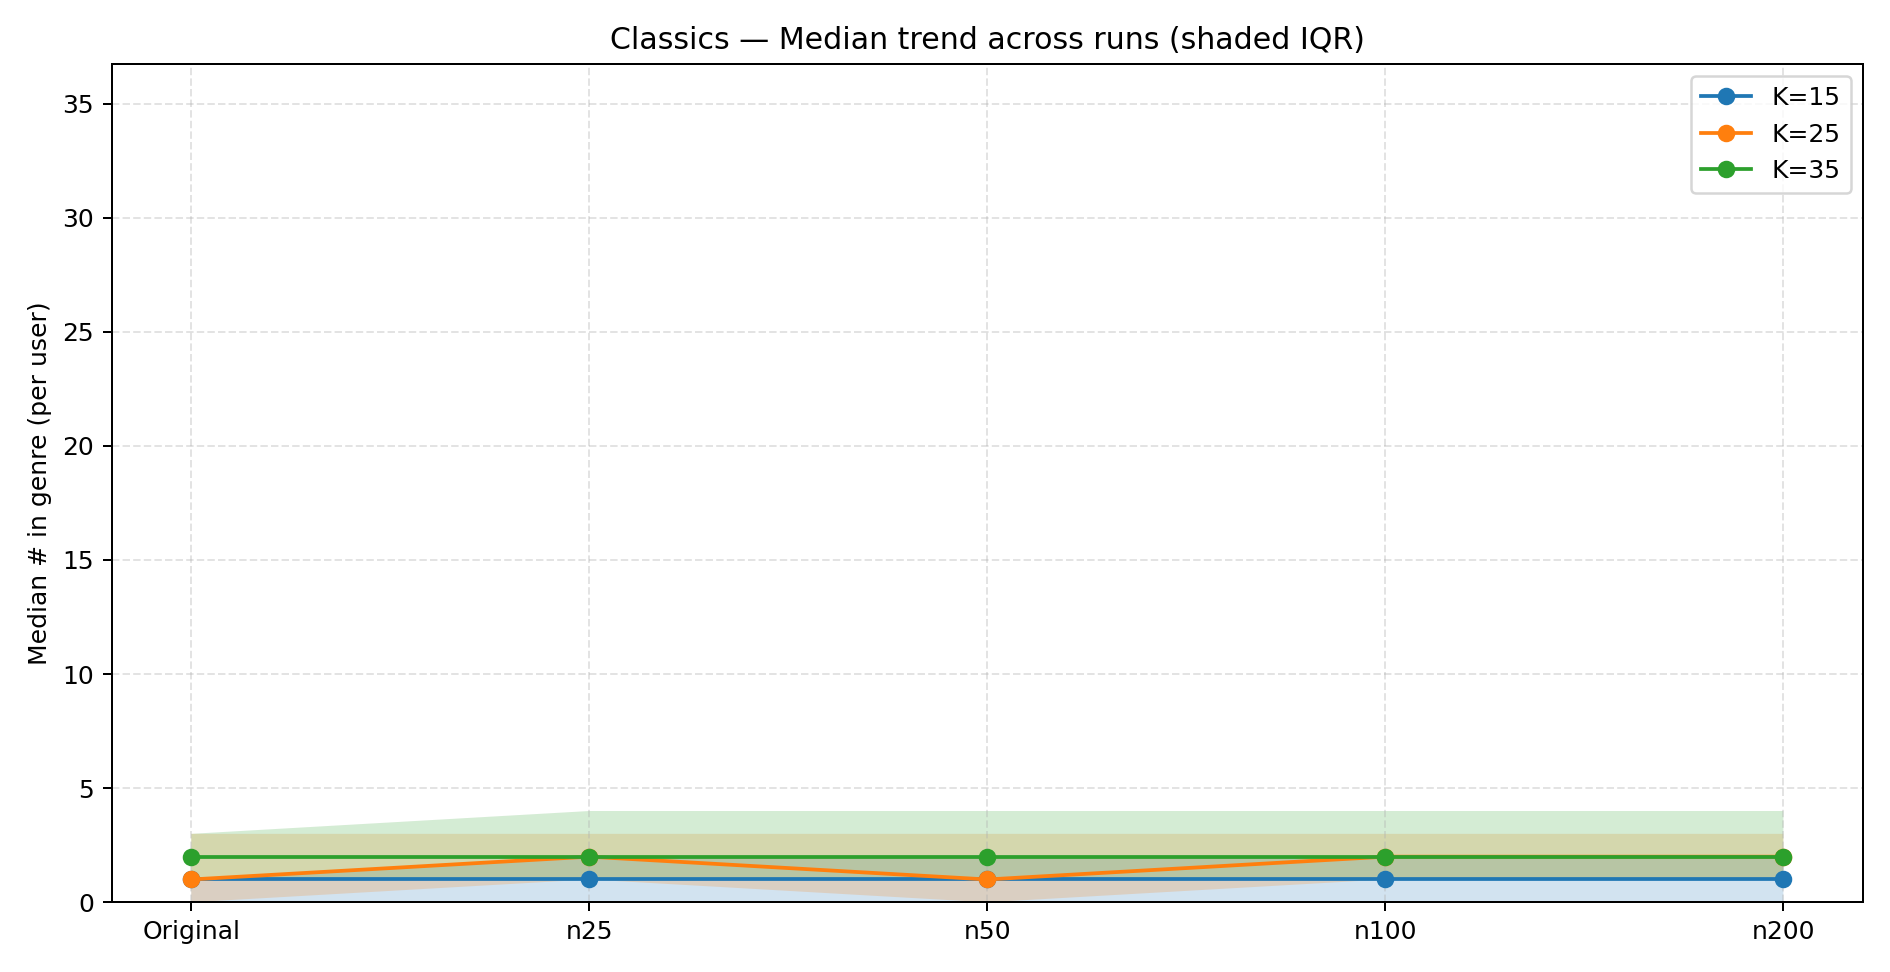 Classics — Median trend across runs (shaded IQR)
K=15
K=25
K=35
Median # in genre (per user)
35
30
25
20
15
10
5
0
Original n25 n50 n100 n200